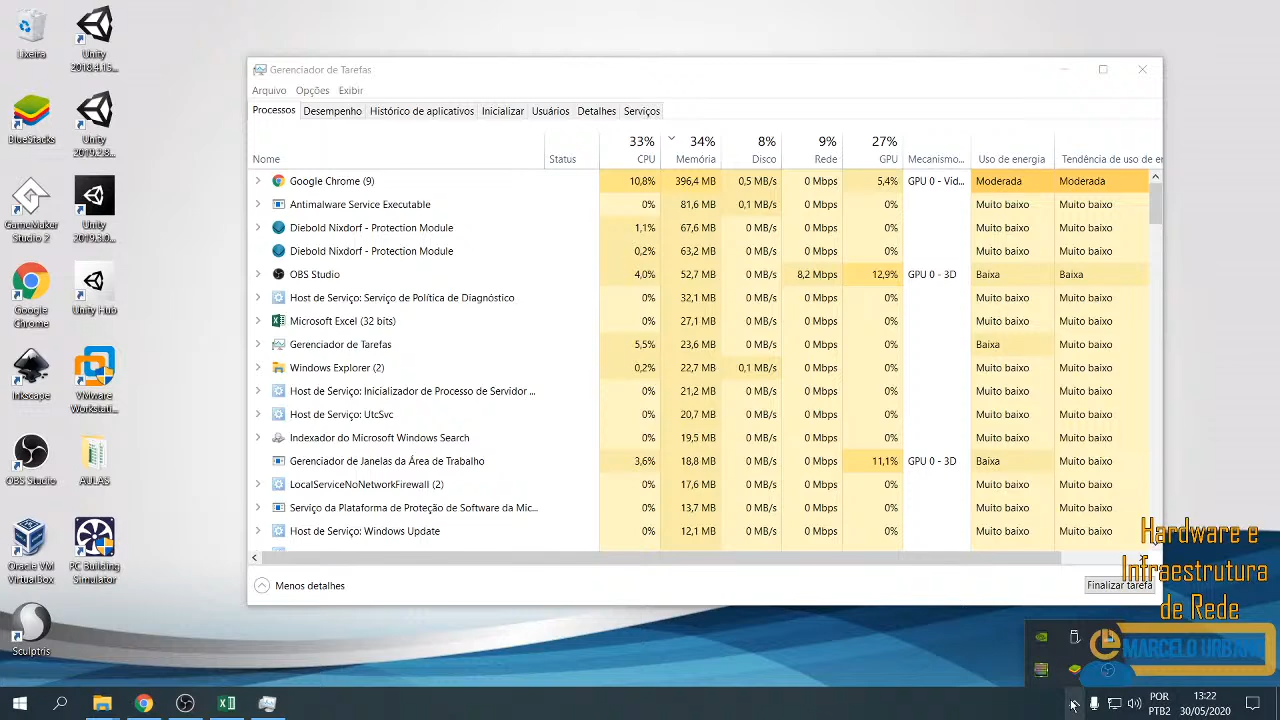 Lixeira
Unity
2018.4.15...
BlueStacks
Unity
2019.2.8...
GameMaker
Studio 2
Unity
2019.3.0...
Google
Chrome
Unity Hub
Inkscape
VMware
Workstati...
OBS Studio
AULAS
Oracle VM
VirtualBox
PC Building
Simulator
Sculptris
Gerenciador de Tarefas
Arquivo Opções Exibir
Processos Desempenho Histórico de aplicativos Inicializar Usuários Detalhes Serviços
33% 34% 8% 9% 27%
Nome Status CPU Memória Disco Rede GPU Mecanismo... Uso de energia Tendência de uso de er
Google Chrome (9) 10,8% 396,4 MB 0,5 MB/s 0 Mbps 5,4% GPU 0 - Vid... Moderada Moderada
Antimalware Service Executable 0% 81,6 MB 0,1 MB/s 0 Mbps 0% Muito baixo Muito baixo
Diebold Nixdorf - Protection Module 1,1% 67,6 MB 0 MB/s 0 Mbps 0% Muito baixo Muito baixo
Diebold Nixdorf - Protection Module 0,2% 63,2 MB 0 MB/s 0 Mbps 0% Muito baixo Muito baixo
OBS Studio 4,0% 52,7 MB 0 MB/s 8,2 Mbps 12,9% GPU 0 - 3D Baixa Baixa
Host de Serviço: Serviço de Política de Diagnóstico 0% 32,1 MB 0 MB/s 0 Mbps 0% Muito baixo Muito baixo
Microsoft Excel (32 bits) 0% 27,1 MB 0 MB/s 0 Mbps 0% Muito baixo Muito baixo
Gerenciador de Tarefas 5,5% 23,6 MB 0 MB/s 0 Mbps 0% Baixa Muito baixo
Windows Explorer (2) 0,2% 22,7 MB 0,1 MB/s 0 Mbps 0% Muito baixo Muito baixo
Host de Serviço: Inicializador de Processo de Servidor ... 0% 21,2 MB 0 MB/s 0 Mbps 0% Muito baixo Muito baixo
Host de Serviço: UtcSvc 0% 20,7 MB 0 MB/s 0 Mbps 0% Muito baixo Muito baixo
Indexador do Microsoft Windows Search 0% 19,5 MB 0 MB/s 0 Mbps 0% Muito baixo Muito baixo
Gerenciador de Janelas da Área de Trabalho 3,6% 18,8 MB 0 MB/s 0 Mbps 11,1% GPU 0 - 3D Baixa Muito baixo
LocalServiceNoNetworkFirewall (2) 0% 17,6 MB 0 MB/s 0 Mbps 0% Muito baixo Muito baixo
Serviço da Plataforma de Proteção de Software da Mic... 0% 13,7 MB 0 MB/s 0 Mbps 0% Muito baixo Muito baixo
Host de Serviço: Windows Update 0% 12,1 MB 0 MB/s 0 Mbps 0% Muito baixo Muito baixo
Menos detalhes
Finalizar tarefa
Hardware e
Infraestrutura
de Rede
MARCELO URBAN
POR
PTB2
13:22
30/05/2020